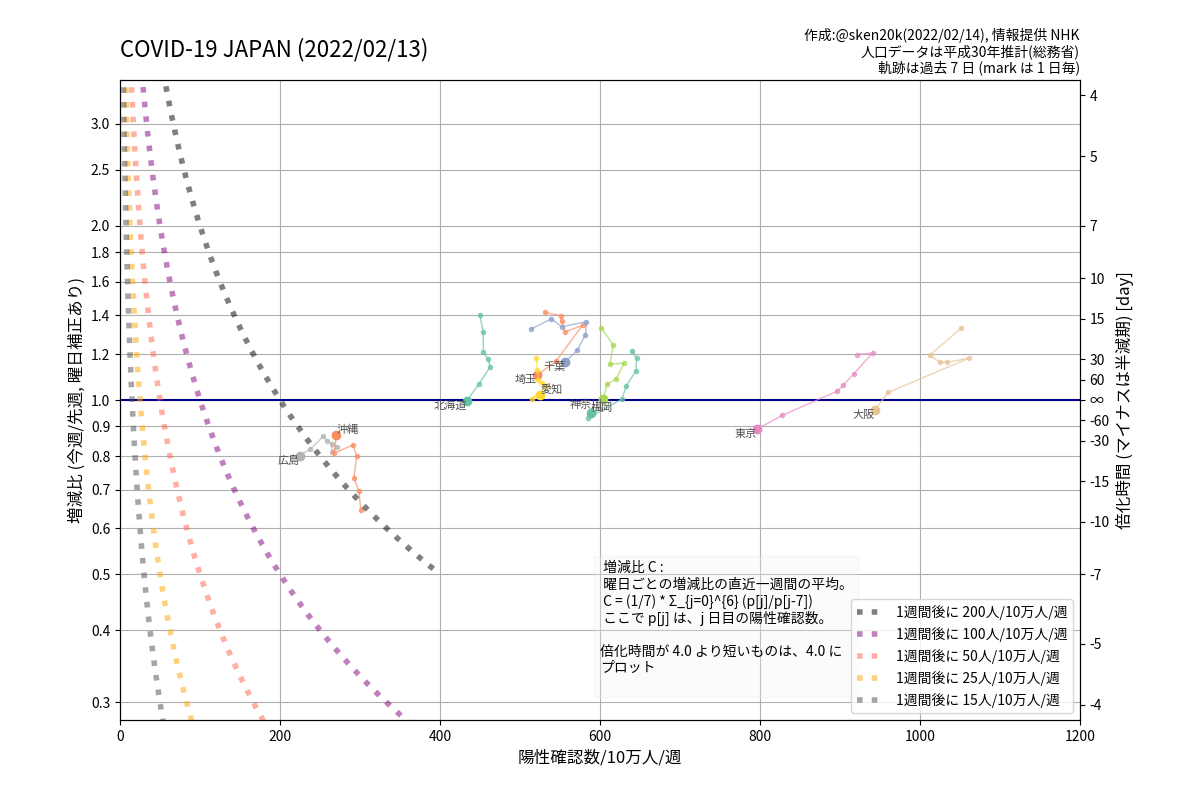 COVID-19 JAPAN (2022/02/13)
作成:@sken20k(2022/02/14), 情報提供 NHK
人口データは平成30年推計(総務省)
軌跡は過去 7 日 (mark は 1 日毎)
増減比 (今週/先週, 曜日補正あり)
3.0
2.5
2.0
1.8
1.6
1.4
1.2
1.0
0.9
0.8
0.7
0.6
0.5
0.4
0.3
4
5
7
10
15
30
60
∞
-60
-30
-15
-10
-7
-5
-4
倍化時間 (マイナスは半減期) [day]
千葉
埼玉
愛知
北海道
神奈川
福岡
大阪
東京
沖縄
広島
増減比 C :
曜日ごとの増減比の直近一週間の平均。
C = (1/7) * Σ_{j=0}^{6} (p[j]/p[j-7])
ここで p[j] は、j 日目の陽性確認数。
倍化時間が 4.0 より短いものは、4.0 に
プロット
1週間後に 200人/10万人/週
1週間後に 100人/10万人/週
1週間後に 50人/10万人/週
1週間後に 25人/10万人/週
1週間後に 15人/10万人/週
0
200
400
600
800
1000
1200
陽性確認数/10万人/週